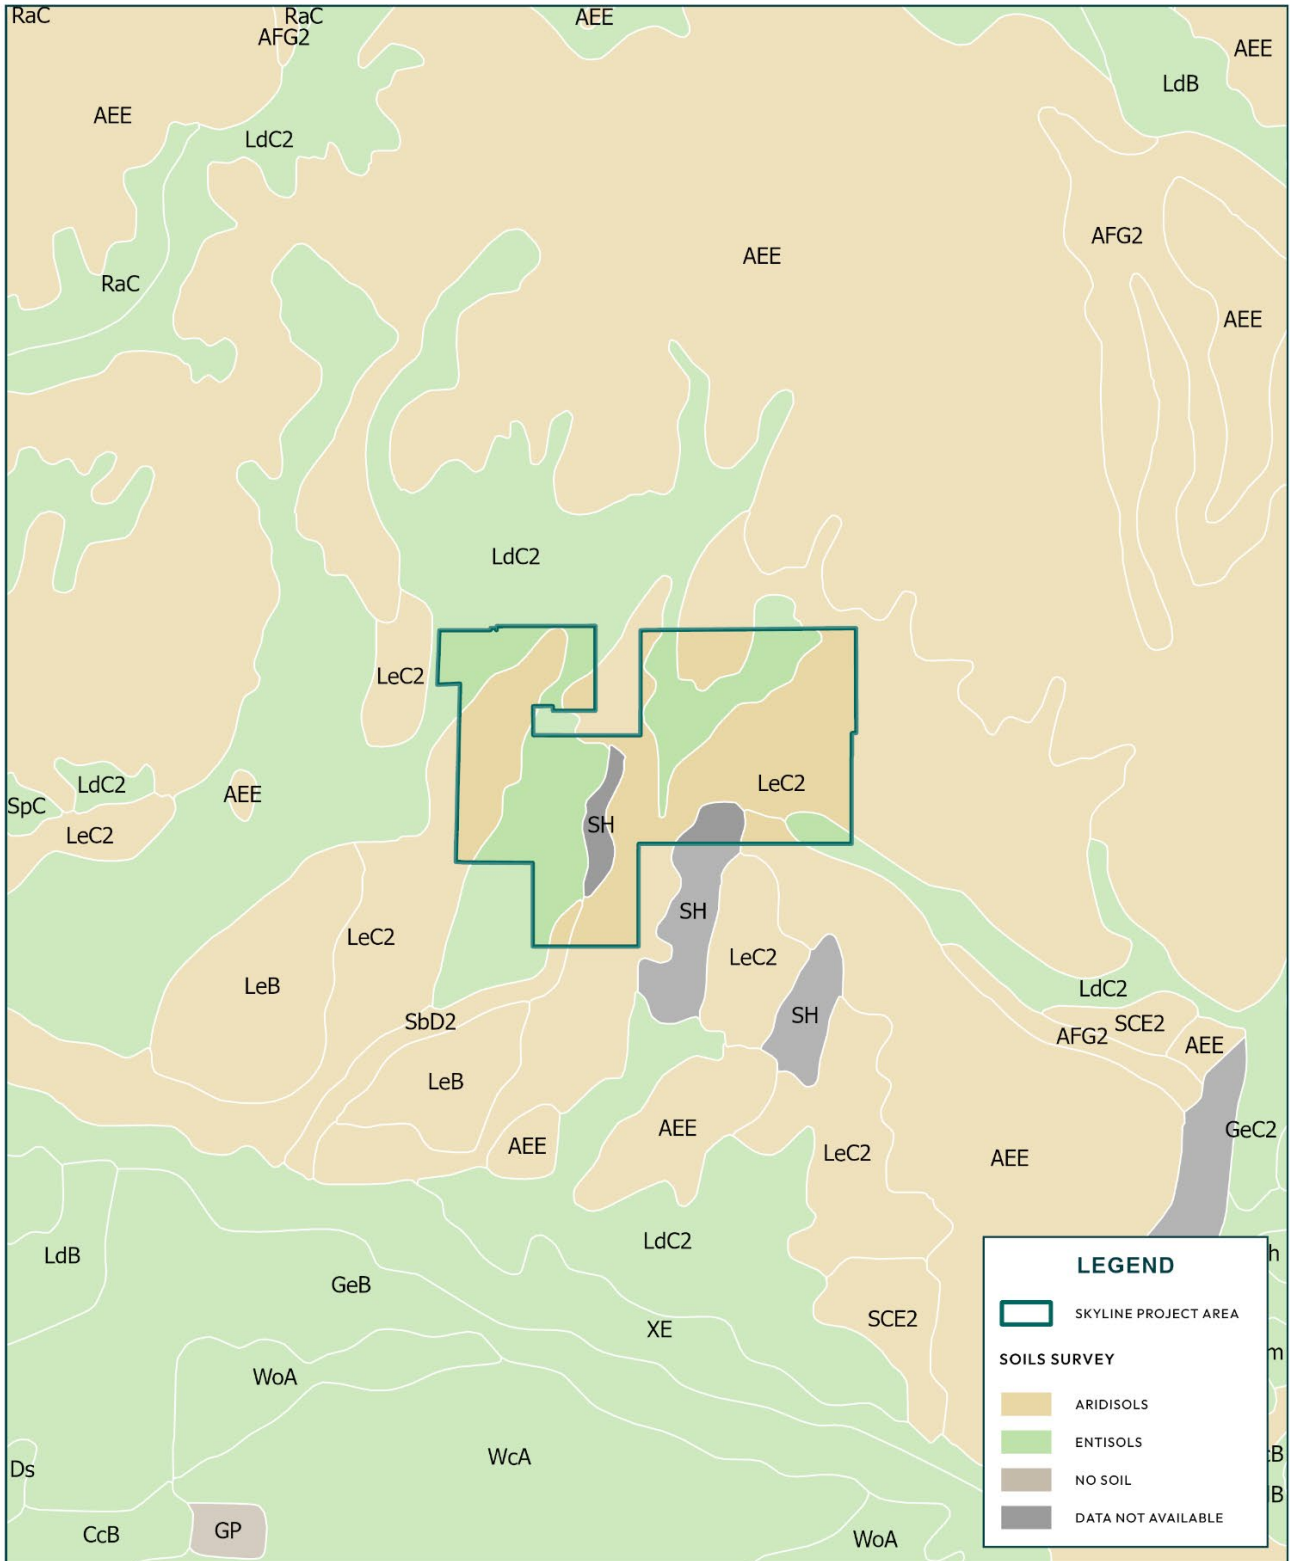 RaC
RaC
AFG2
AEE
AEE
LdB
AEE
LdC2
AFG2
AEE
RaC
AEE
LdC2
LeC2
LeC2
LdC2
AEE
SpC
LeC2
SH
SH
LeC2
LeC2
LeB
LdC2
SH
SbD2
SCE2
AFG2
AEE
LeB
AEE
GeC2
AEE
LeC2
AEE
LdC2
LdB
GeB
SCE2
XE
WoA
WcA
Ds
GP
CcB
WoA
h
m
B
B
LEGEND
SKYLINE PROJECT AREA
SOILS SURVEY
ARIDISOLS
ENTISOLS
NO SOIL
DATA NOT AVAILABLE